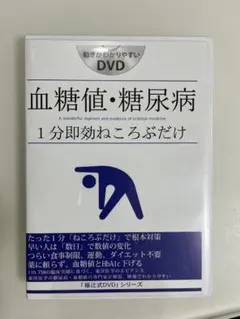 動きがわかりやすい
DVD
血糖値・糖尿病
A wonderful regimen and evidence of oriental medicine
1分即効ねころぶだけ
たった1分「ねころぶだけ」で根本対策
早い人は「数日」で数値の変化
つらい食事制限、運動、ダイエット不要
薬に頼らず、血糖値とHbA1c下げる
「楊辻式DVD」シリーズ